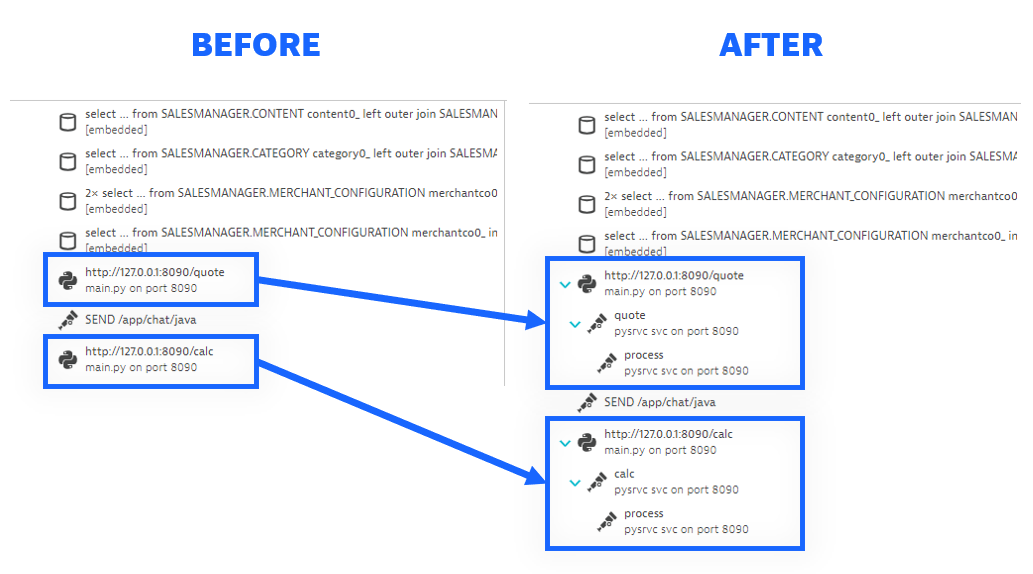 BEFORE
select ... from SALESMANAGER.CONTENT content0_ left outer join SALESMAN
[embedded]
select ... from SALESMANAGER.CATEGORY category0_ left outer join SALESMA
[embedded]
2× select ... from SALESMANAGER.MERCHANT_CONFIGURATION merchantco0
[embedded]
select ... from SALESMANAGER.MERCHANT_CONFIGURATION merchantco0_ in
[embedded]
http://127.0.0.1:8090/quote
main.py on port 8090
SEND /app/chat/java
http://127.0.0.1:8090/calc
main.py on port 8090
AFTER
select ... from SALESMANAGER.CONTENT content0_ left outer join SALESMAN
[embedded]
select ... from SALESMANAGER.CATEGORY category0_ left outer join SALESMA
[embedded]
2× select ... from SALESMANAGER.MERCHANT_CONFIGURATION merchantco0
[embedded]
select ... from SALESMANAGER.MERCHANT_CONFIGURATION merchantco0_ in
[embedded]
http://127.0.0.1:8090/quote
main.py on port 8090
quote
pysrvc svc on port 8090
process
pysrvc svc on port 8090
SEND /app/chat/java
http://127.0.0.1:8090/calc
main.py on port 8090
calc
pysrvc svc on port 8090
process
pysrvc svc on port 8090